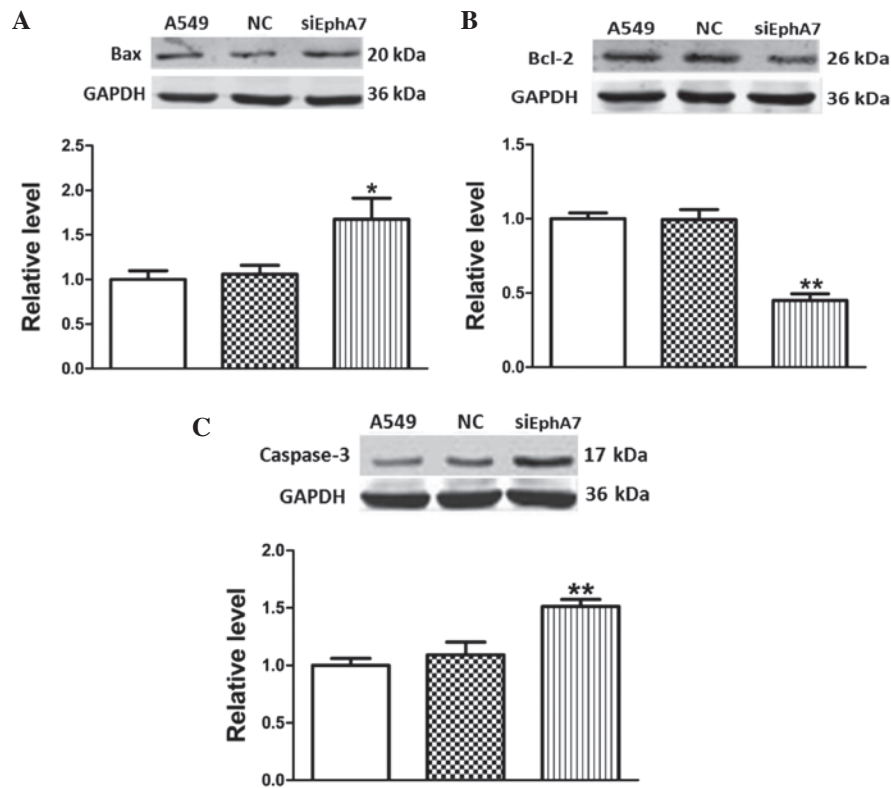 A
A549 NC siEphA7
Bax 20 kDa
GAPDH 36 kDa
2.5
2.0
1.5
1.0
0.5
0.0
Relative level
*
B
A549 NC siEphA7
Bcl-2 26 kDa
GAPDH 36 kDa
1.5
1.0
0.5
0.0
Relative level
**
C
A549 NC siEphA7
Caspase-3 17 kDa
GAPDH 36 kDa
2.0
1.5
1.0
0.5
0.0
Relative level
**